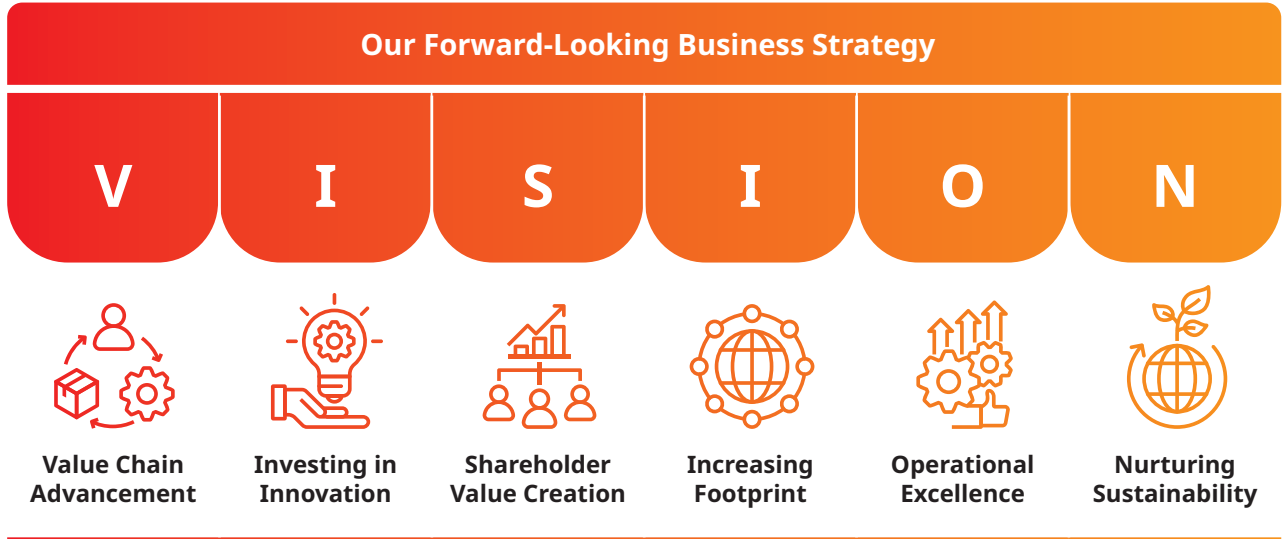 Our Forward-Looking Business Strategy
V
I
S
I
O
N
Value Chain
Advancement
Investing in
Innovation
Shareholder
Value Creation
Increasing
Footprint
Operational
Excellence
Nurturing
Sustainability